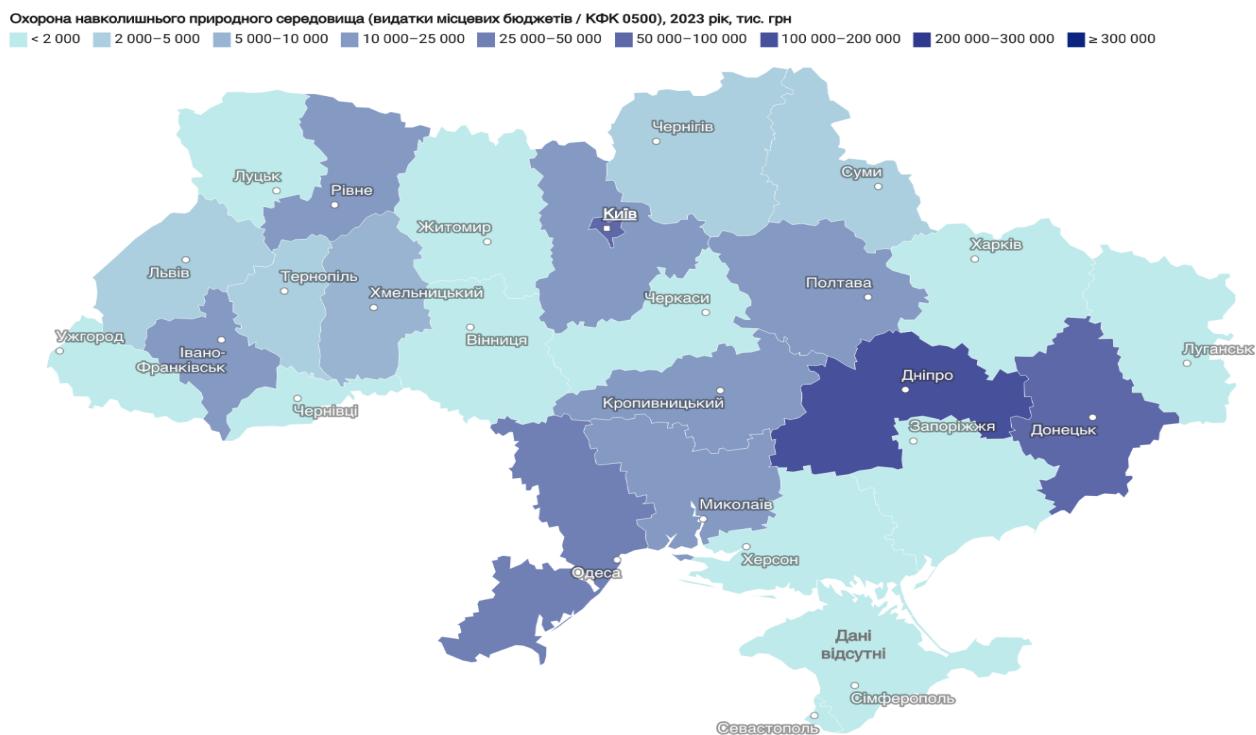 Охорона навколишнього природного середовища (видатки місцевих бюджетів / КФК 0500), 2023 рік, тис. грн
< 2 000 2 000–5 000 5 000–10 000 10 000–25 000 25 000–50 000 50 000–100 000 100 000–200 000 200 000–300 000 ≥ 300 000
Чернігів
Суми
Луцьк
Рівне
Київ
Житомир
Харків
Львів
Тернопіль
Хмельницький
Черкаси
Полтава
Ужгород
Вінниця
Луганськ
Івано-
Франківськ
Дніпро
Чернівці
Кропивницький
Запоріжжя
Донецьк
Миколаїв
Херсон
Одеса
Дані
відсутні
Сімферополь
Севастополь